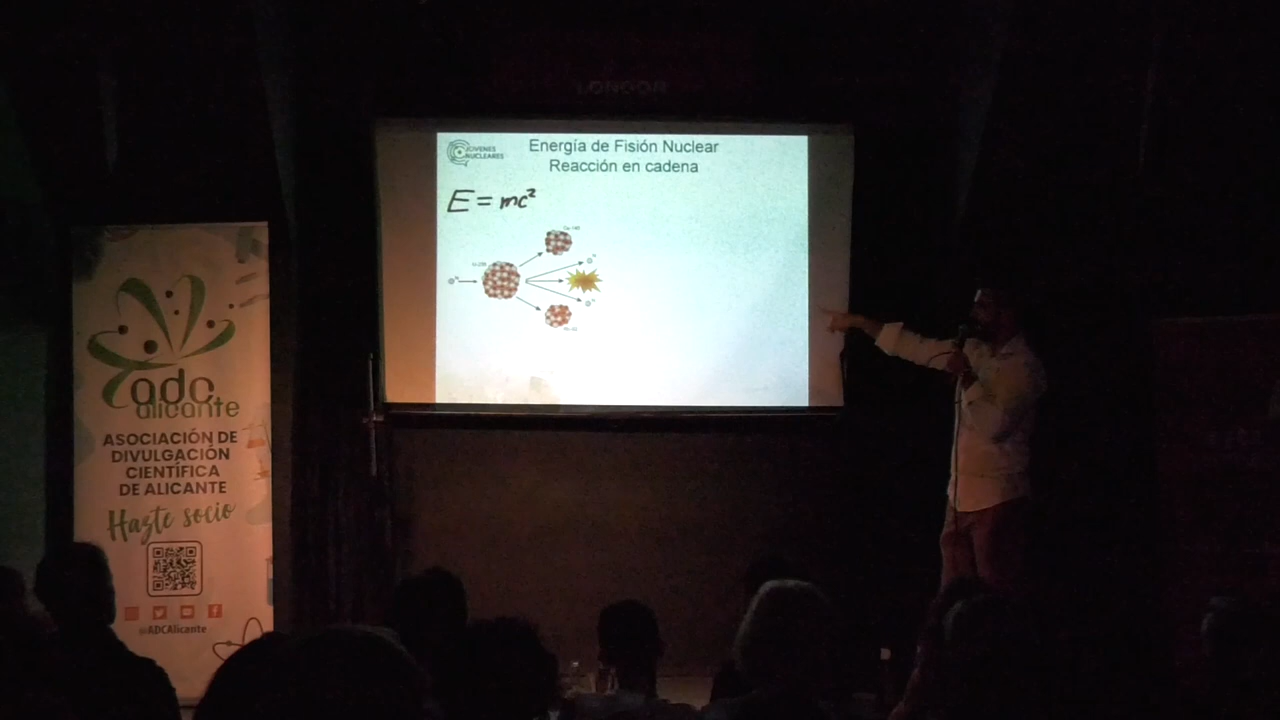 JÓVENES
NUCLEARES
Energía de Fisión Nuclear
Reacción en cadena
E = mc²
adc
alicante
ASOCIACIÓN DE
DIVULGACIÓN
CIENTÍFICA
DE ALICANTE
Hazte socio
@ADCAlicante